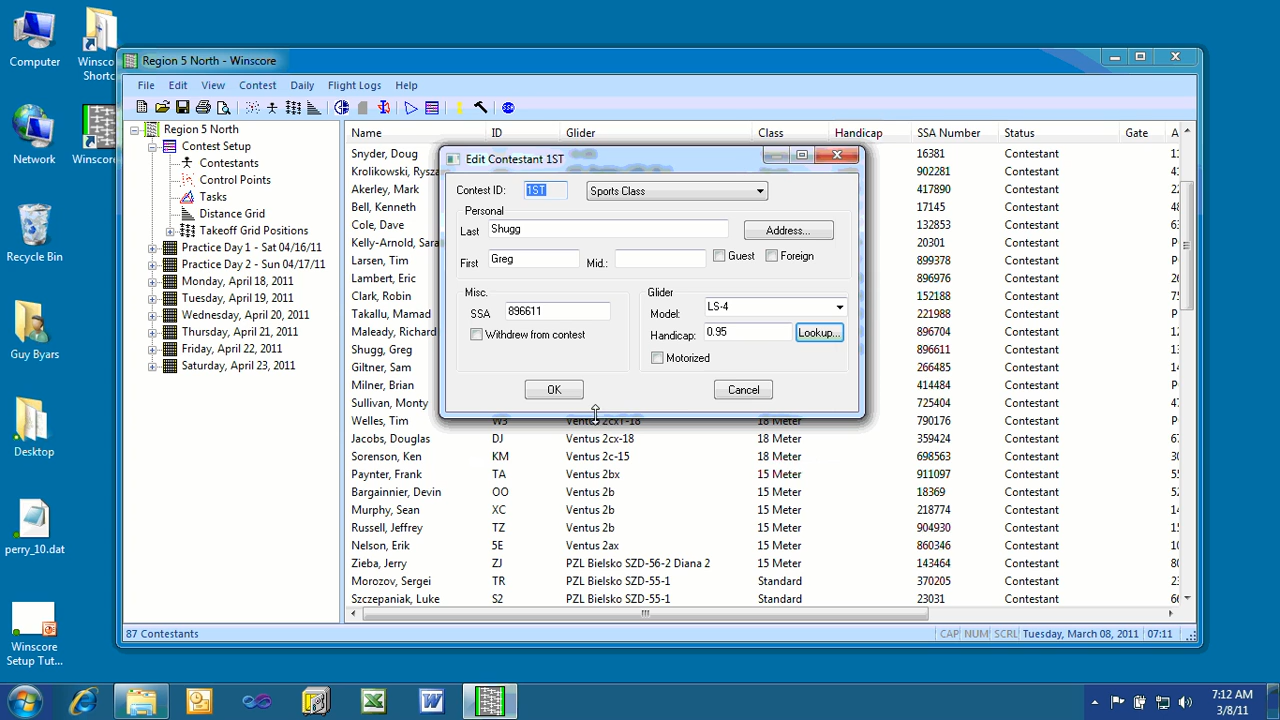 Computer
Winsco
Shortc
Network
Winscore
Recycle Bin
Guy Byars
Desktop
perry_10.dat
Winscore
Setup Tut...
Region 5 North - Winscore
File Edit View Contest Daily Flight Logs Help
Region 5 North
Contest Setup
Contestants
Control Points
Tasks
Distance Grid
Takeoff Grid Positions
Practice Day 1 - Sat 04/16/11
Practice Day 2 - Sun 04/17/11
Monday, April 18, 2011
Tuesday, April 19, 2011
Wednesday, April 20, 2011
Thursday, April 21, 2011
Friday, April 22, 2011
Saturday, April 23, 2011
Name ID Glider Class Handicap SSA Number Status Gate A
Snyder, Doug 16381 Contestant
Krolikowski, Rysza 902281 Contestant
Akerley, Mark 417890 Contestant P
Bell, Kenneth 17145 Contestant
Cole, Dave 132853 Contestant
Kelly-Arnold, Sara 20301 Contestant
Larsen, Tim 899378 Contestant
Lambert, Eric 896976 Contestant
Clark, Robin 152188 Contestant
Takallu, Mamad 221988 Contestant
Maleady, Richard 896704 Contestant
Shugg, Greg 896611 Contestant
Giltner, Sam 266485 Contestant
Milner, Brian 414484 Contestant
Sullivan, Monty 725404 Contestant
Welles, Tim W3 Ventus 2cxT-18 18 Meter 790176 Contestant P
Jacobs, Douglas DJ Ventus 2cx-18 18 Meter 359424 Contestant
Sorenson, Ken KM Ventus 2c-15 18 Meter 698563 Contestant
Paynter, Frank TA Ventus 2bx 15 Meter 911097 Contestant
Bargainnier, Devin OO Ventus 2b 15 Meter 18369 Contestant
Murphy, Sean XC Ventus 2b 15 Meter 218774 Contestant
Russell, Jeffrey TZ Ventus 2b 15 Meter 904930 Contestant
Nelson, Erik 5E Ventus 2ax 15 Meter 860346 Contestant
Zieba, Jerry ZJ PZL Bielsko SZD-56-2 Diana 2 15 Meter 143464 Contestant
Morozov, Sergei TR PZL Bielsko SZD-55-1 Standard 370205 Contestant
Szczepaniak, Luke S2 PZL Bielsko SZD-55-1 Standard 23031 Contestant
Edit Contestant 1ST
Contest ID: 1ST Sports Class
Personal
Last Shugg Address...
First Greg Mid.: Guest Foreign
Misc.
SSA 896611
Withdrew from contest
Glider
Model: LS-4
Handicap: 0.95 Lookup...
Motorized
OK Cancel
87 Contestants CAP NUM SCRL Tuesday, March 08, 2011 07:11
7:12 AM
3/8/11